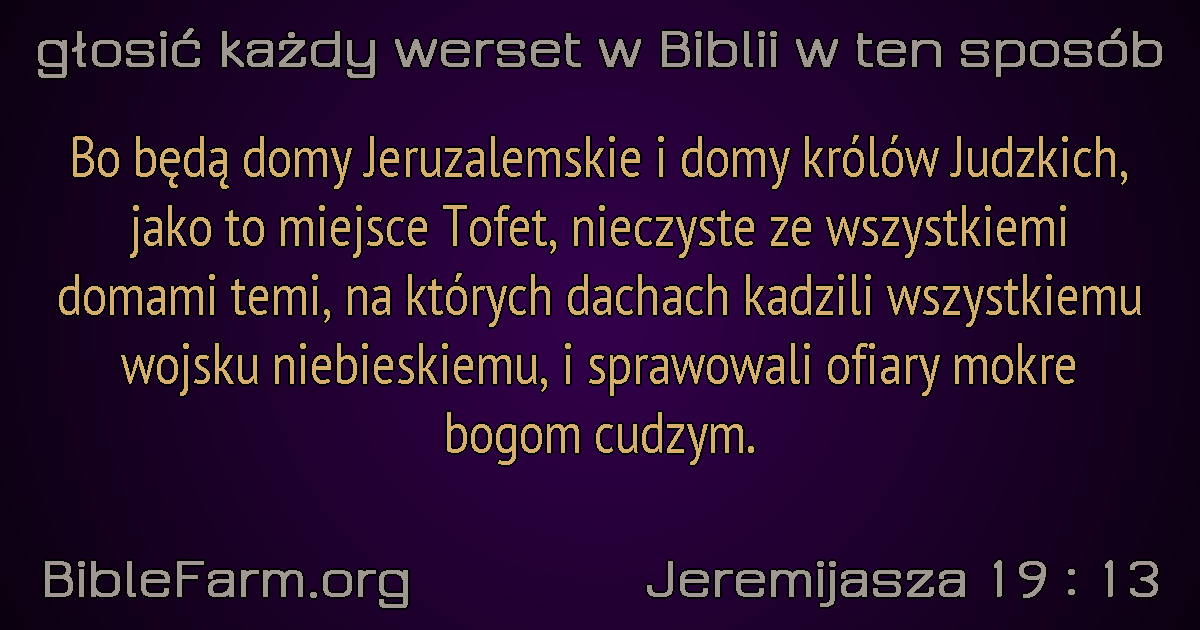 głosić każdy werset w Biblii w ten sposób
Bo będą domy Jeruzalemskie i domy królów Judzkich,
jako to miejsce Tofet, nieczyste ze wszystkiemi
domami temi, na których dachach kadzili wszystkiemu
wojsku niebieskiemu, i sprawowali ofiary mokre
bogom cudzym.
BibleFarm.org
Jeremijasza 19 : 13